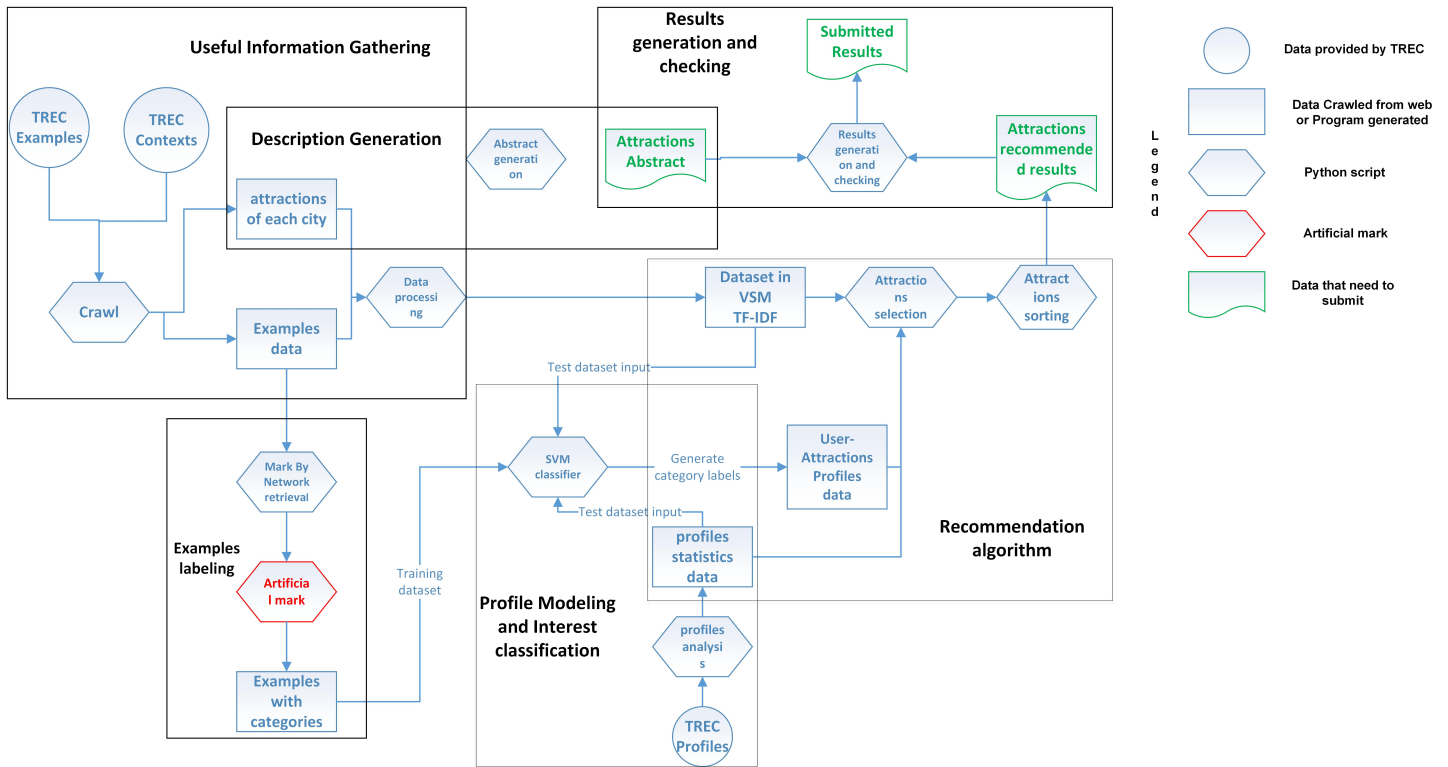 Useful Information Gathering
TREC
Examples
TREC
Contexts
Description Generation
attractions
of each city
Abstract
generati
on
Crawl
Examples
data
Data
processi
ng
Results
generation and
checking
Submitted
Results
Attractions
Abstract
Results
generati
on and
checking
Attractions
recommende
d results
Dataset in
VSM
TF-IDF
Attractio
ns
selection
Attract
ions
sorting
Test dataset input
SVM
classifier
Generate
category labels
User-
Attractions
Profiles
data
Test dataset input
profiles
statistics
data
Recommendation
algorithm
Mark By
Network
retrieval
Examples
labeling
Artificia
l mark
Training
dataset
Examples
with
categories
Profile Modeling
and Interest
classification
profiles
analysi
s
TREC
Profiles
L
e
g
e
n
d
Data provided by TREC
Data Crawled from web
or Program generated
Python script
Artificial mark
Data that need to
submit